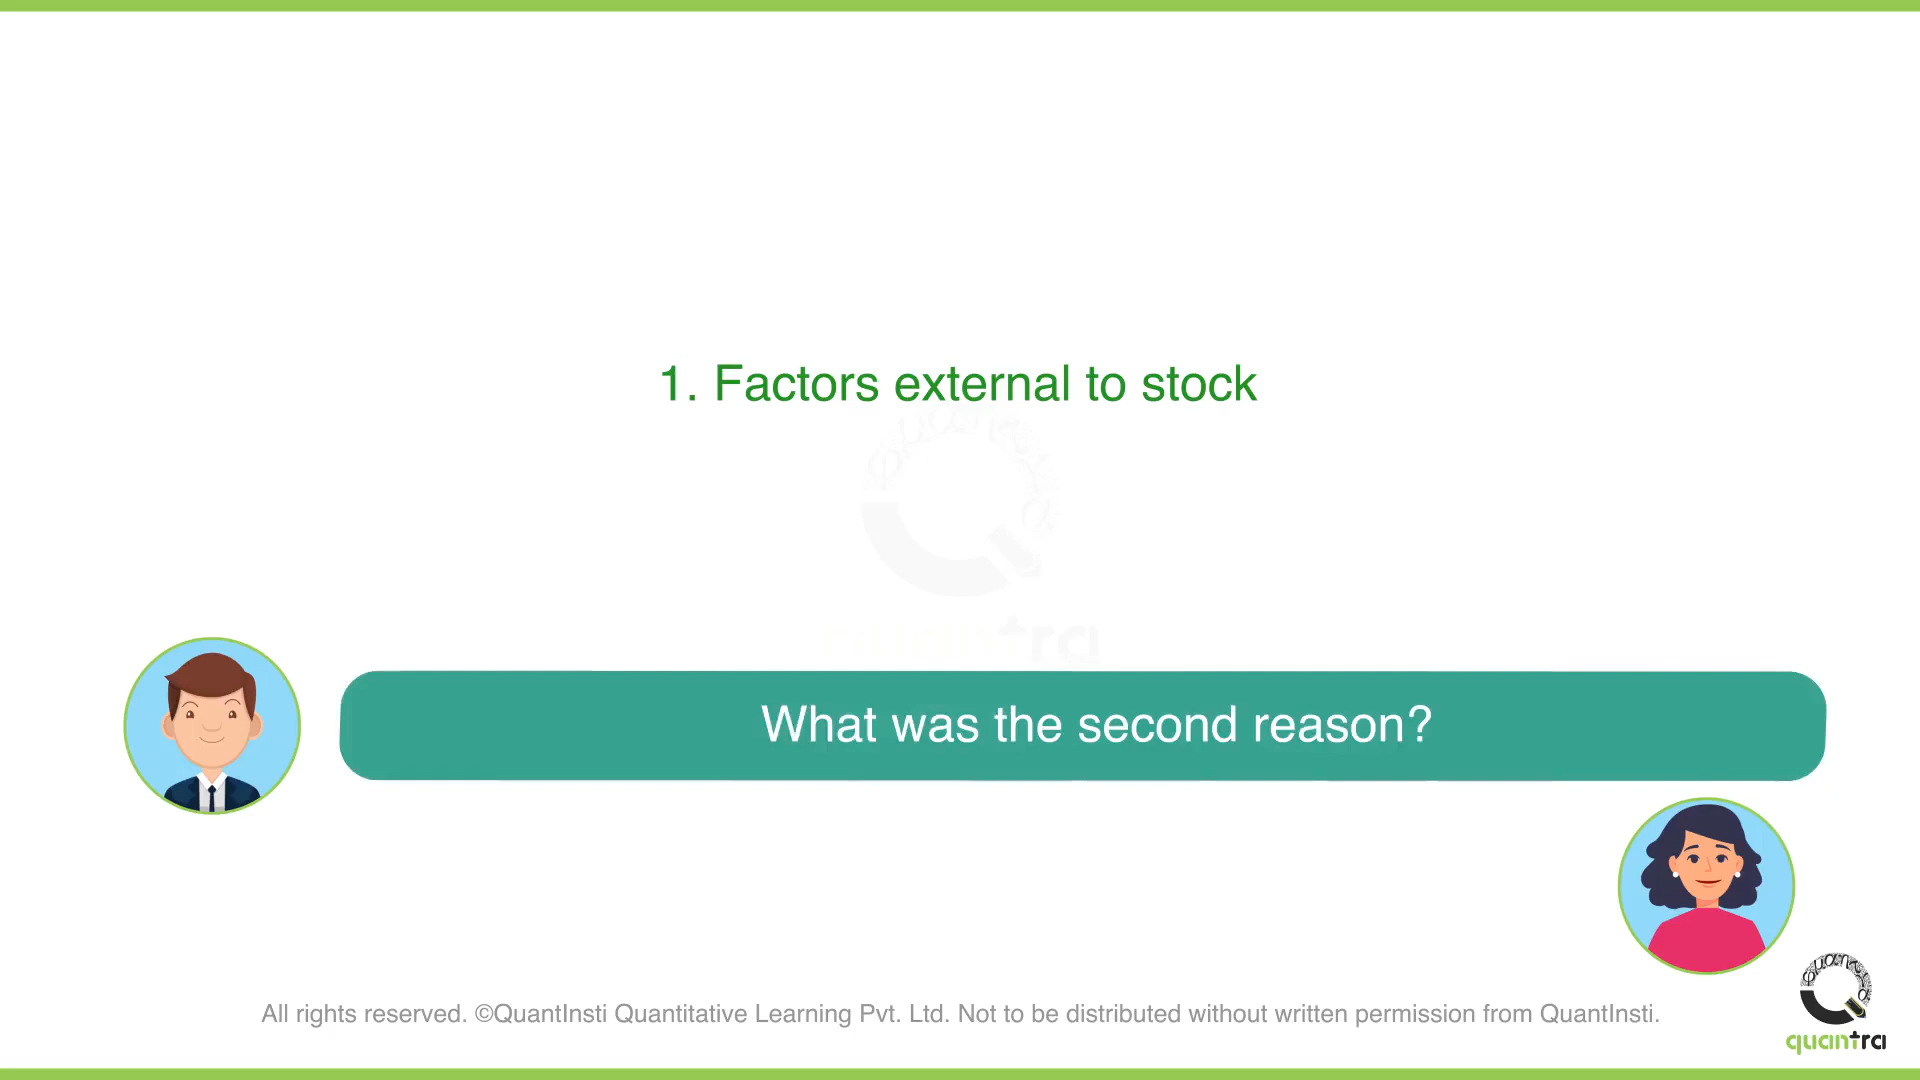 1. Factors external to stock
What was the second reason?
All rights reserved. ©QuantInsti Quantitative Learning Pvt. Ltd. Not to be distributed without written permission from QuantInsti.
quantra